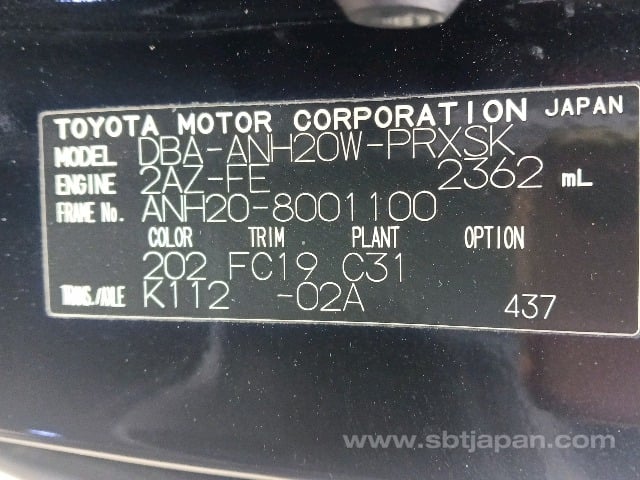 TOYOTA MOTOR CORPORATION JAPAN
MODEL DBA-ANH20W-PRXSK
ENGINE 2AZ-FE 2362 mL
FRAME No. ANH20-8001100
COLOR TRIM PLANT OPTION
202 FC19 C31
TRANS./AXLE K112 -02A 437
www.sbtjapan.com